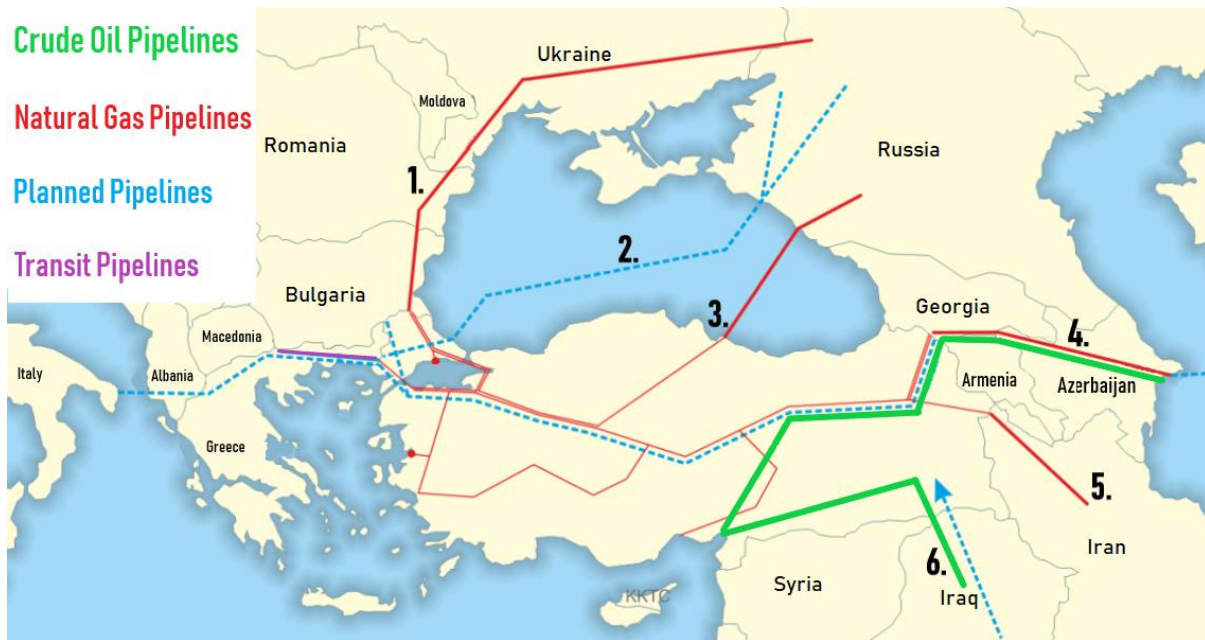 Crude Oil Pipelines
Natural Gas Pipelines
Planned Pipelines
Transit Pipelines
Ukraine
Moldova
Romania
Russia
1.
2.
Bulgaria
3.
Georgia
4.
Macedonia
Italy
Albania
Armenia
Azerbaijan
Greece
5.
Iran
6.
Syria
Iraq
KKTC